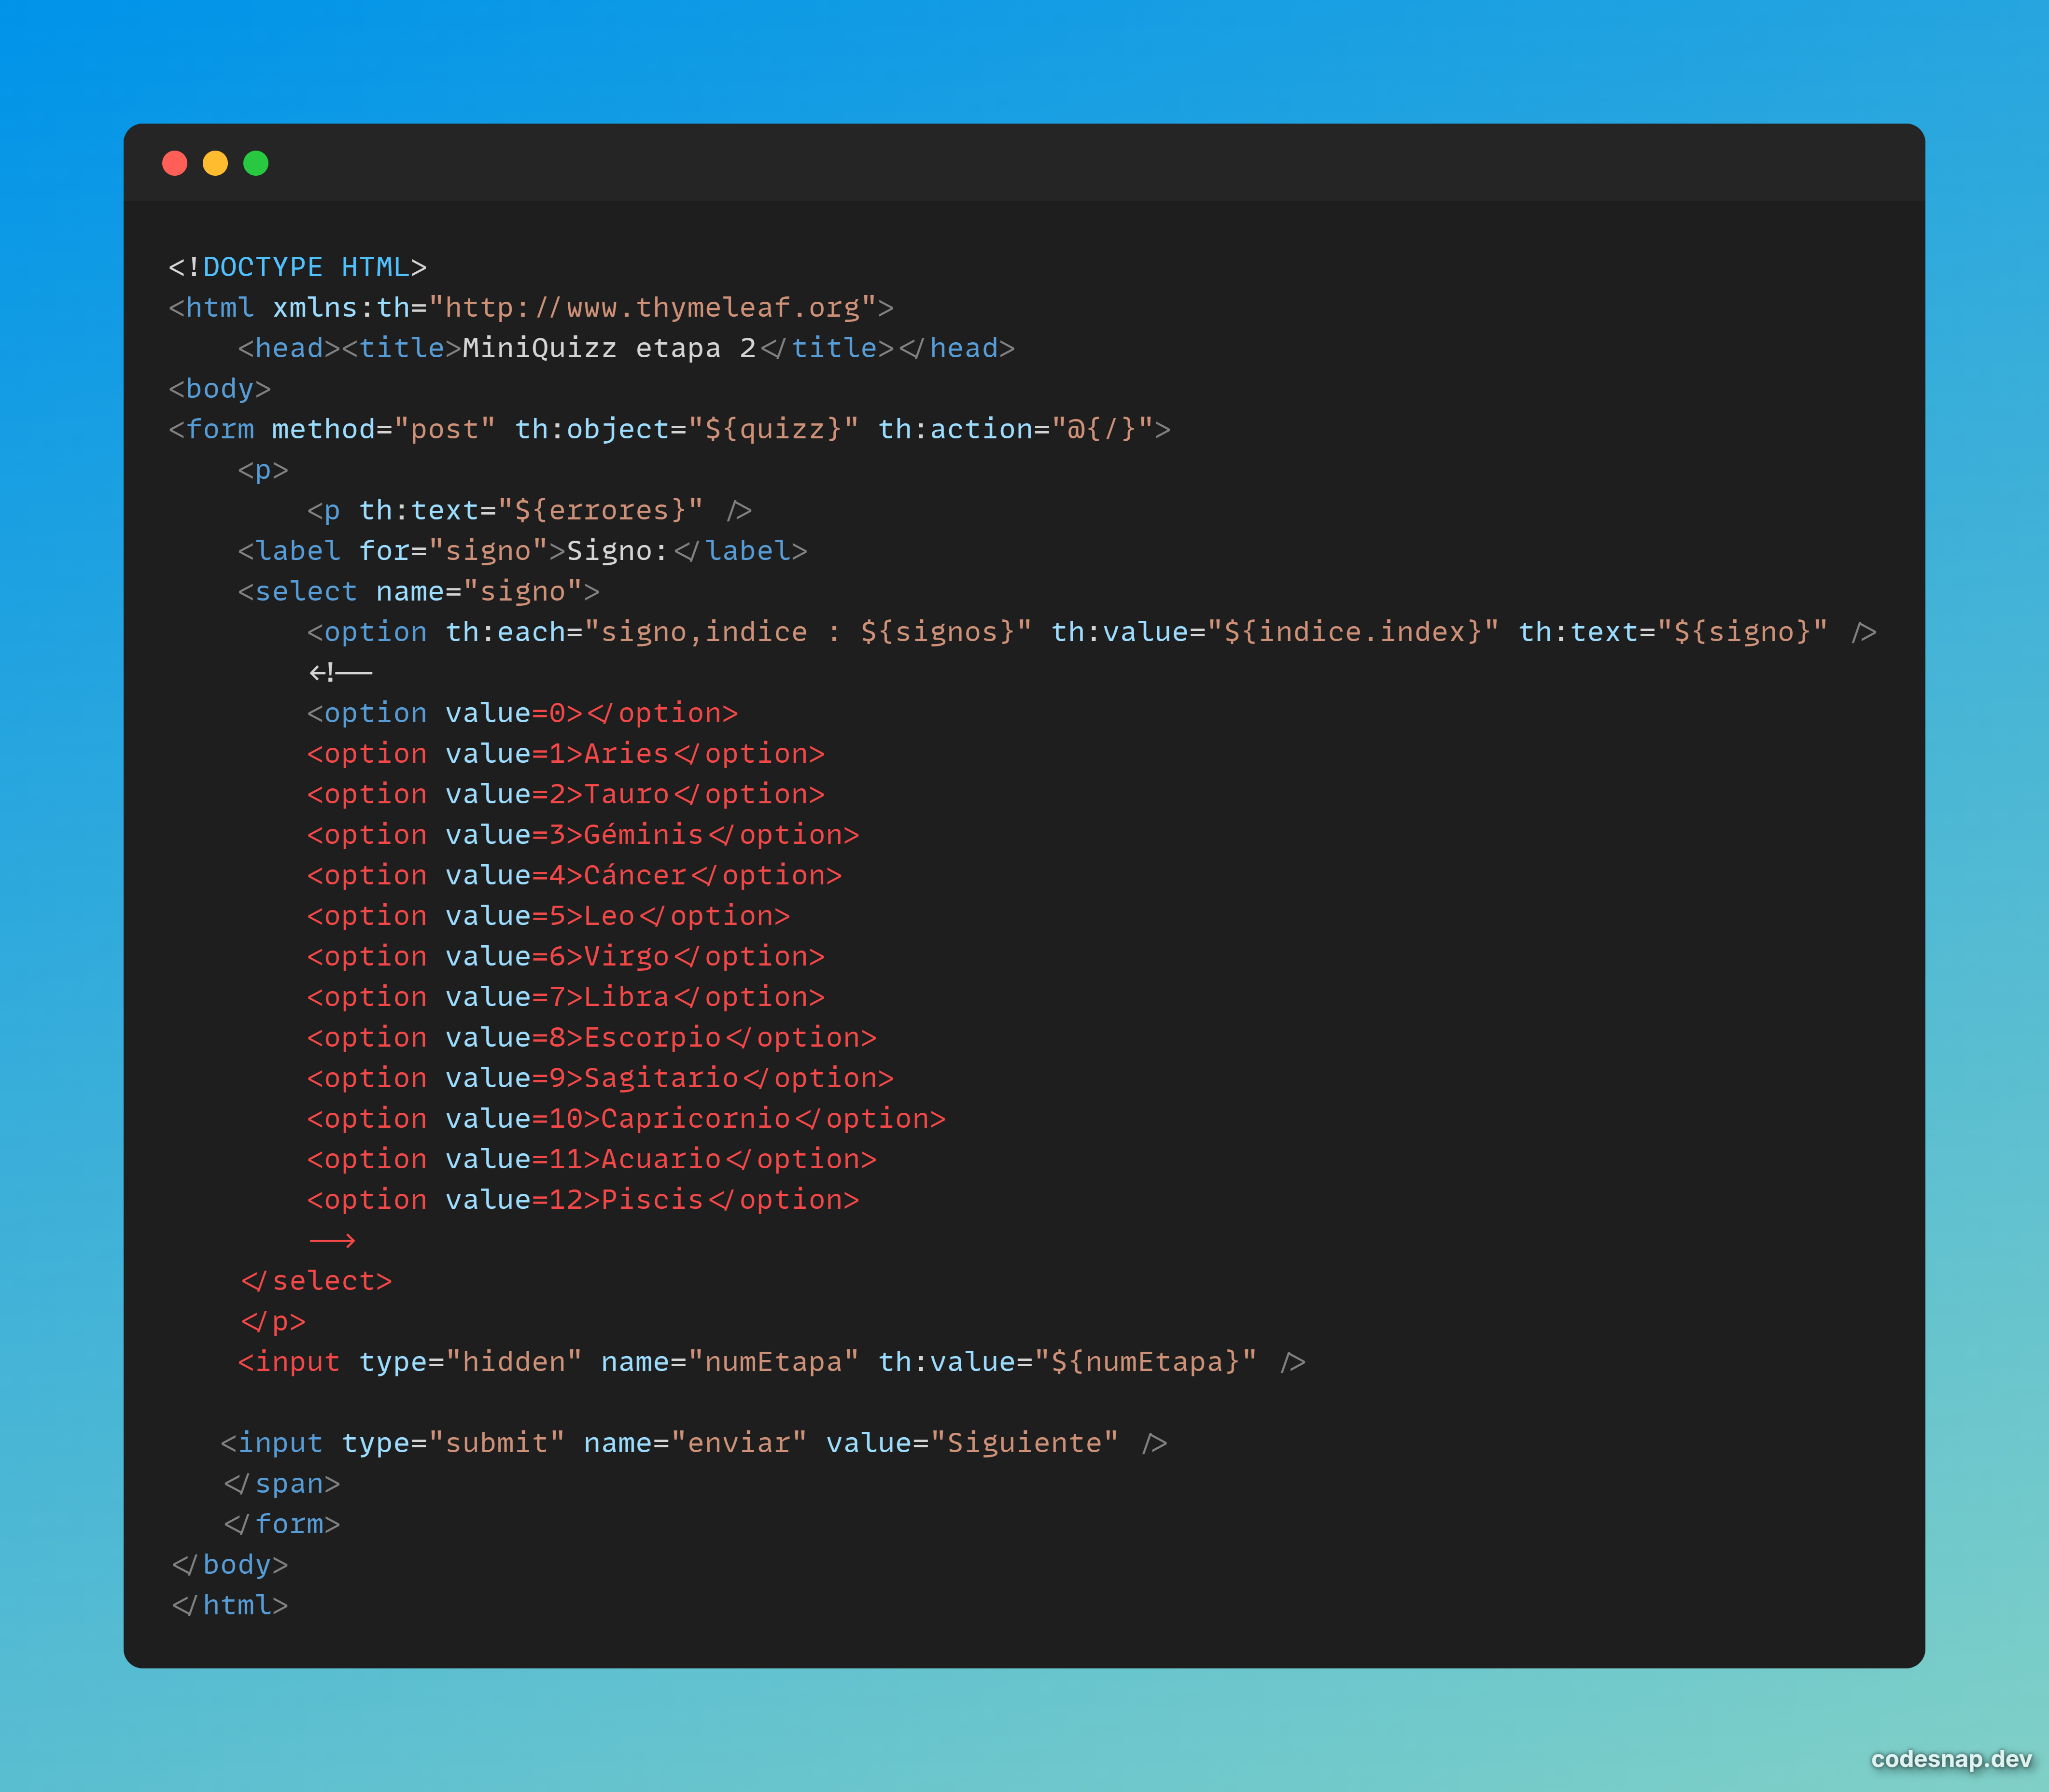 <!DOCTYPE HTML>
<html xmlns:th="http://www.thymeleaf.org">
    <head><title>MiniQuizz etapa 2</title></head>
<body>
<form method="post" th:object="${quizz}" th:action="@{/}">
    <p>
        <p th:text="${errores}" />
    <label for="signo">Signo:</label>
    <select name="signo">
        <option th:each="signo,indice : ${signos}" th:value="${indice.index}" th:text="${signo}" />
        <!--
        <option value=0></option>
        <option value=1>Aries</option>
        <option value=2>Tauro</option>
        <option value=3>Géminis</option>
        <option value=4>Cáncer</option>
        <option value=5>Leo</option>
        <option value=6>Virgo</option>
        <option value=7>Libra</option>
        <option value=8>Escorpio</option>
        <option value=9>Sagitario</option>
        <option value=10>Capricornio</option>
        <option value=11>Acuario</option>
        <option value=12>Piscis</option>
        -->
    </select>
    </p>
    <input type="hidden" name="numEtapa" th:value="${numEtapa}" />

   <input type="submit" name="enviar" value="Siguiente" />
   </span>
   </form>
</body>
</html>
codesnap.dev